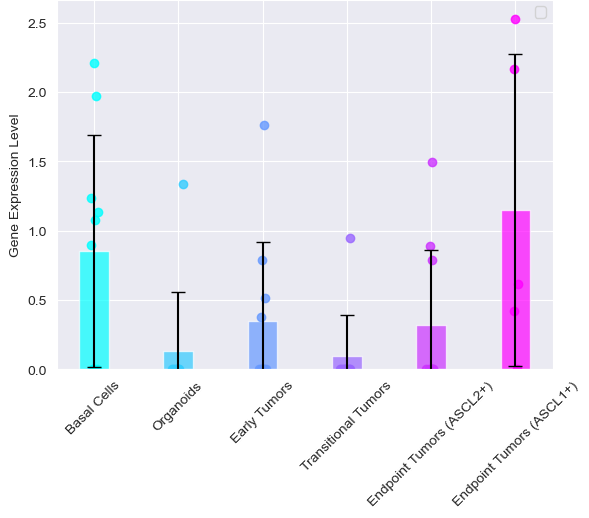 Gene Expression Level
2.5
2.0
1.5
1.0
0.5
0.0
Basal Cells
Organoids
Early Tumors
Transitional Tumors
Endpoint Tumors (ASCL2+)
Endpoint Tumors (ASCL1+)